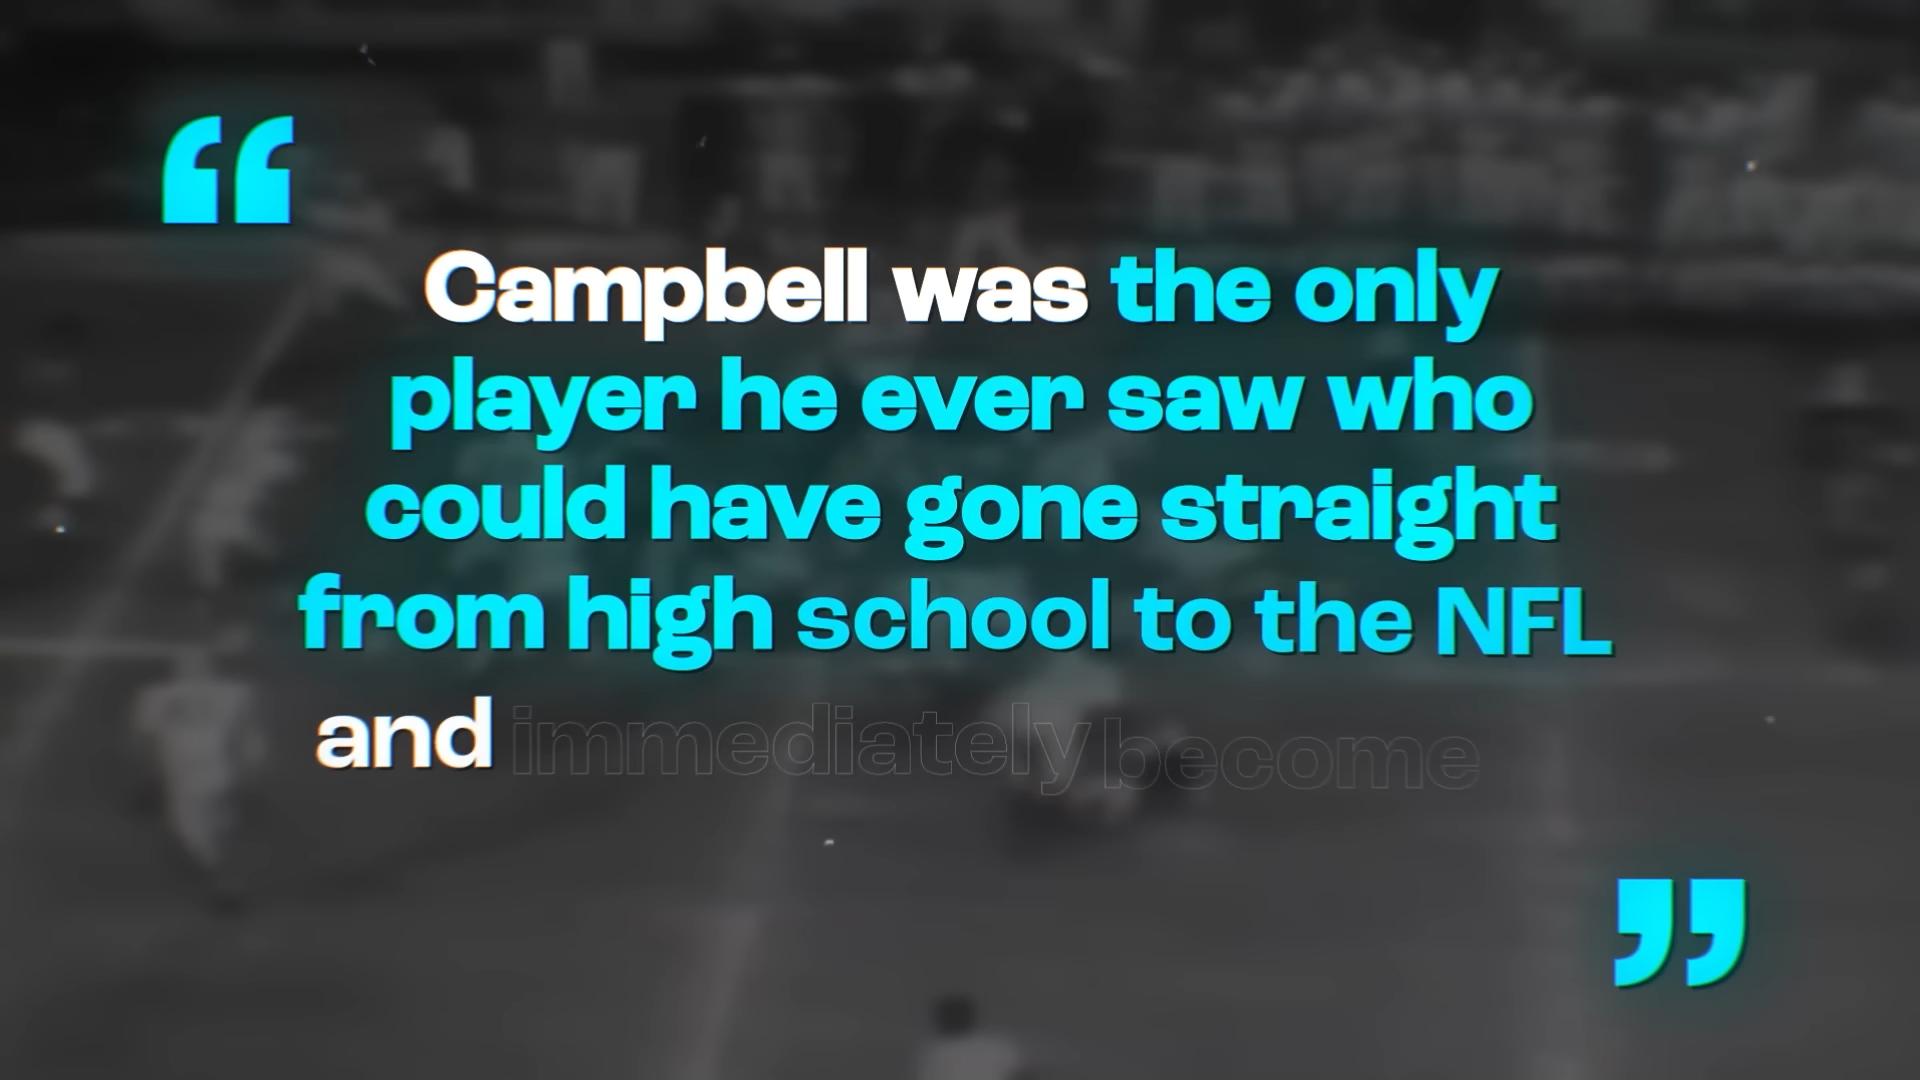 “
Campbell was the only
player he ever saw who
could have gone straight
from high school to the NFL
and immediately become
”